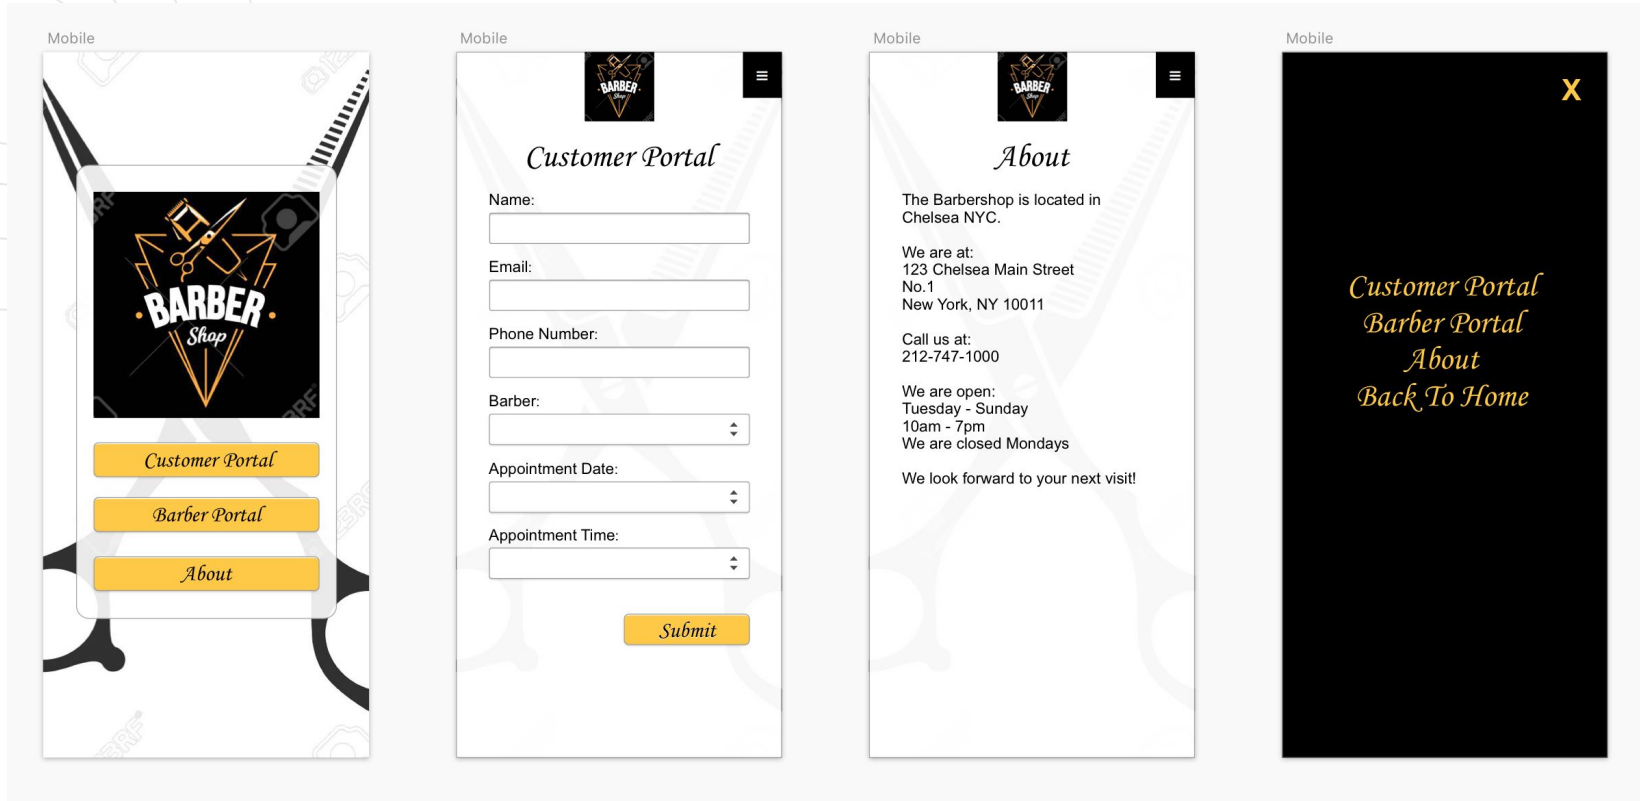 Mobile
BARBER
Shop
Customer Portal
Barber Portal
About
Mobile
BARBER
Shop
Customer Portal
Name:
Email:
Phone Number:
Barber:
Appointment Date:
Appointment Time:
Submit
Mobile
BARBER
Shop
About
The Barbershop is located in
Chelsea NYC.
We are at:
123 Chelsea Main Street
No.1
New York, NY 10011
Call us at:
212-747-1000
We are open:
Tuesday - Sunday
10am - 7pm
We are closed Mondays
We look forward to your next visit!
Mobile
X
Customer Portal
Barber Portal
About
Back To Home